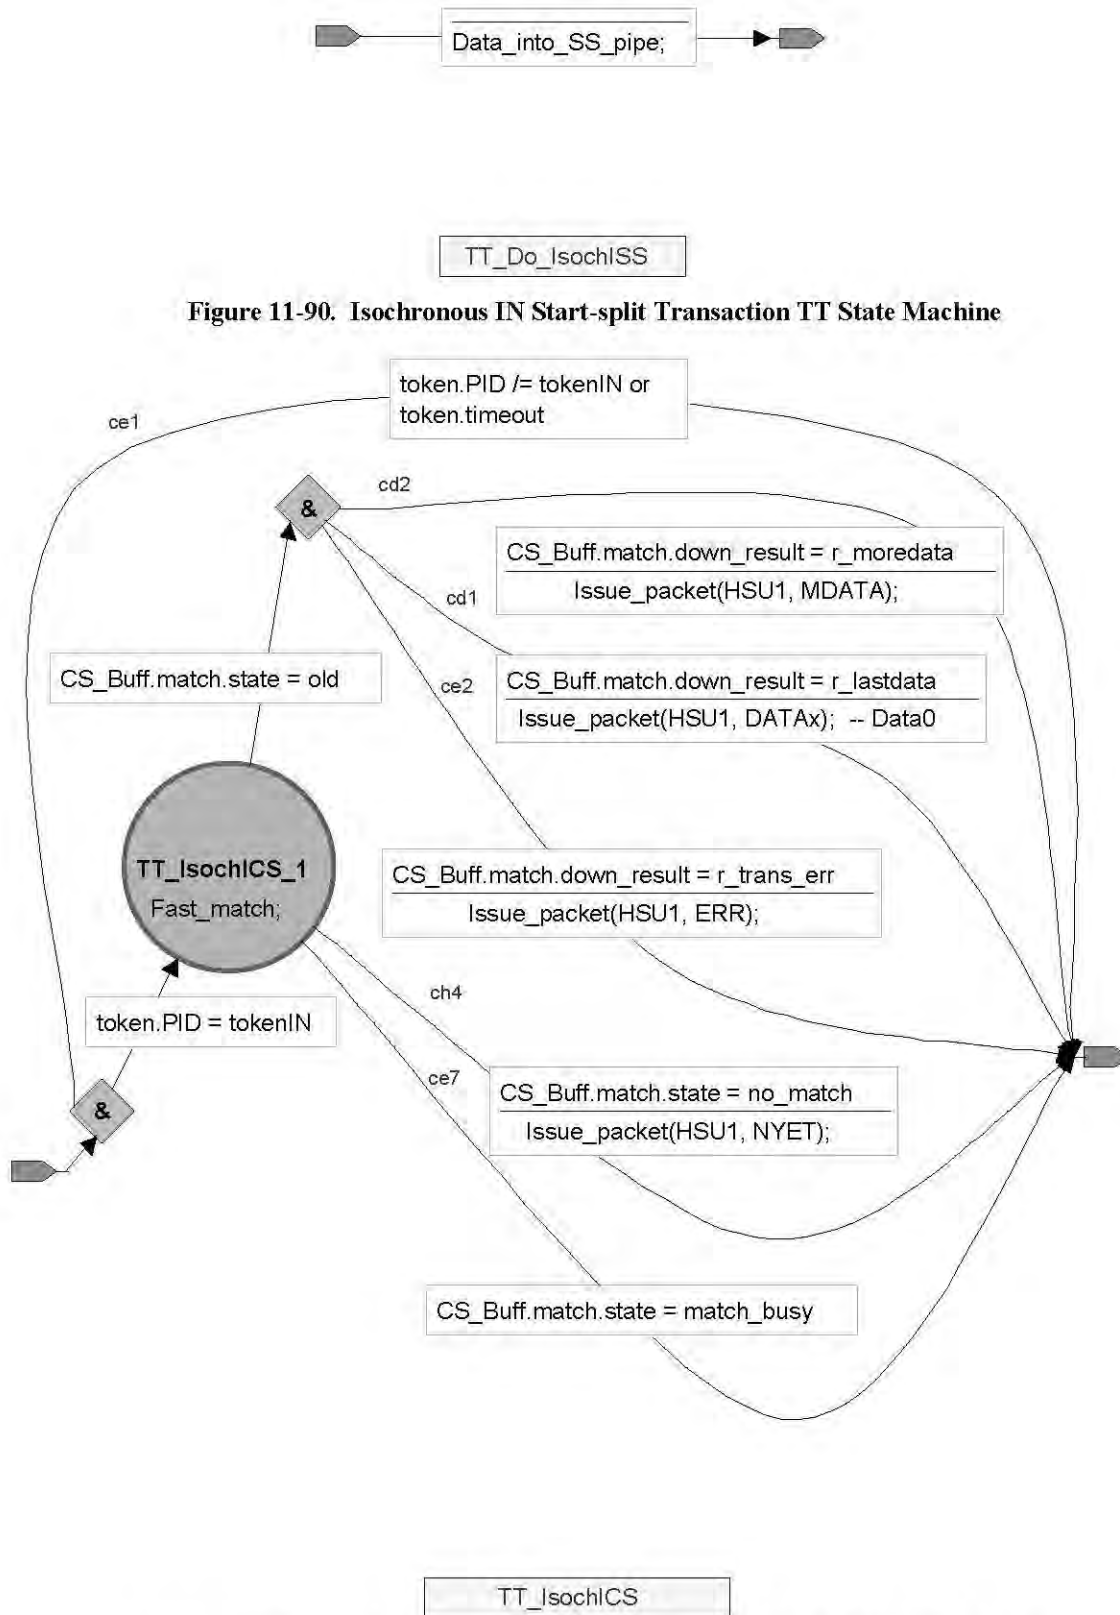 Data_into_SS_pipe;
TT_Do_IsochISS
Figure 11-90. Isochronous IN Start-split Transaction TT State Machine
token.PID /= tokenIN or
token.timeout
ce1
&
cd2
CS_Buff.match.down_result = r_moredata
Issue_packet(HSU1, MDATA);
cd1
CS_Buff.match.state = old
ce2
CS_Buff.match.down_result = r_lastdata
Issue_packet(HSU1, DATAx); -- Data0
TT_IsochICS_1
Fast_match;
CS_Buff.match.down_result = r_trans_err
Issue_packet(HSU1, ERR);
ch4
token.PID = tokenIN
ce7
CS_Buff.match.state = no_match
Issue_packet(HSU1, NYET);
&
CS_Buff.match.state = match_busy
TT_IsochICS